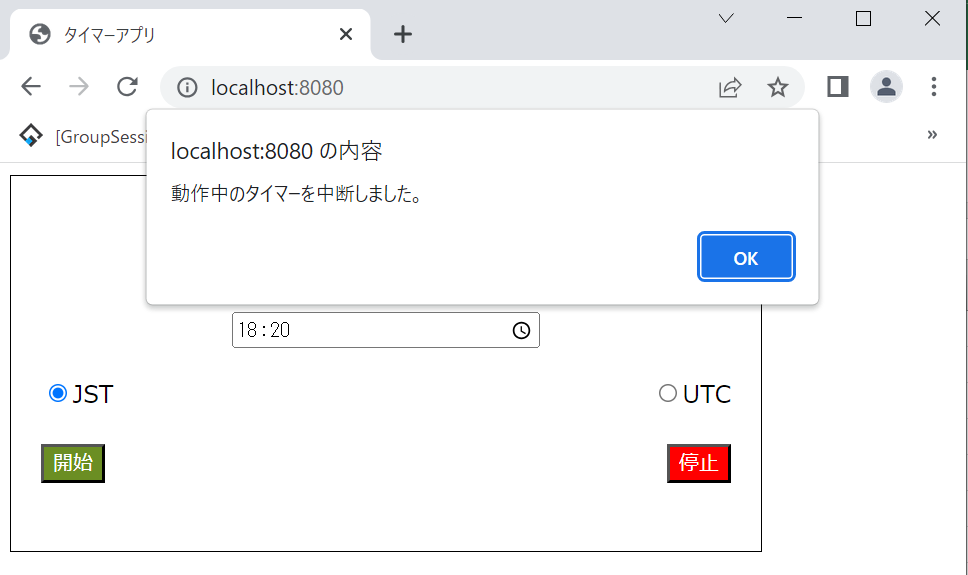 タイマーアプリ
localhost:8080
[GroupSessi
localhost:8080 の内容
動作中のタイマーを中断しました。
OK
18:20
JST
UTC
開始
停止